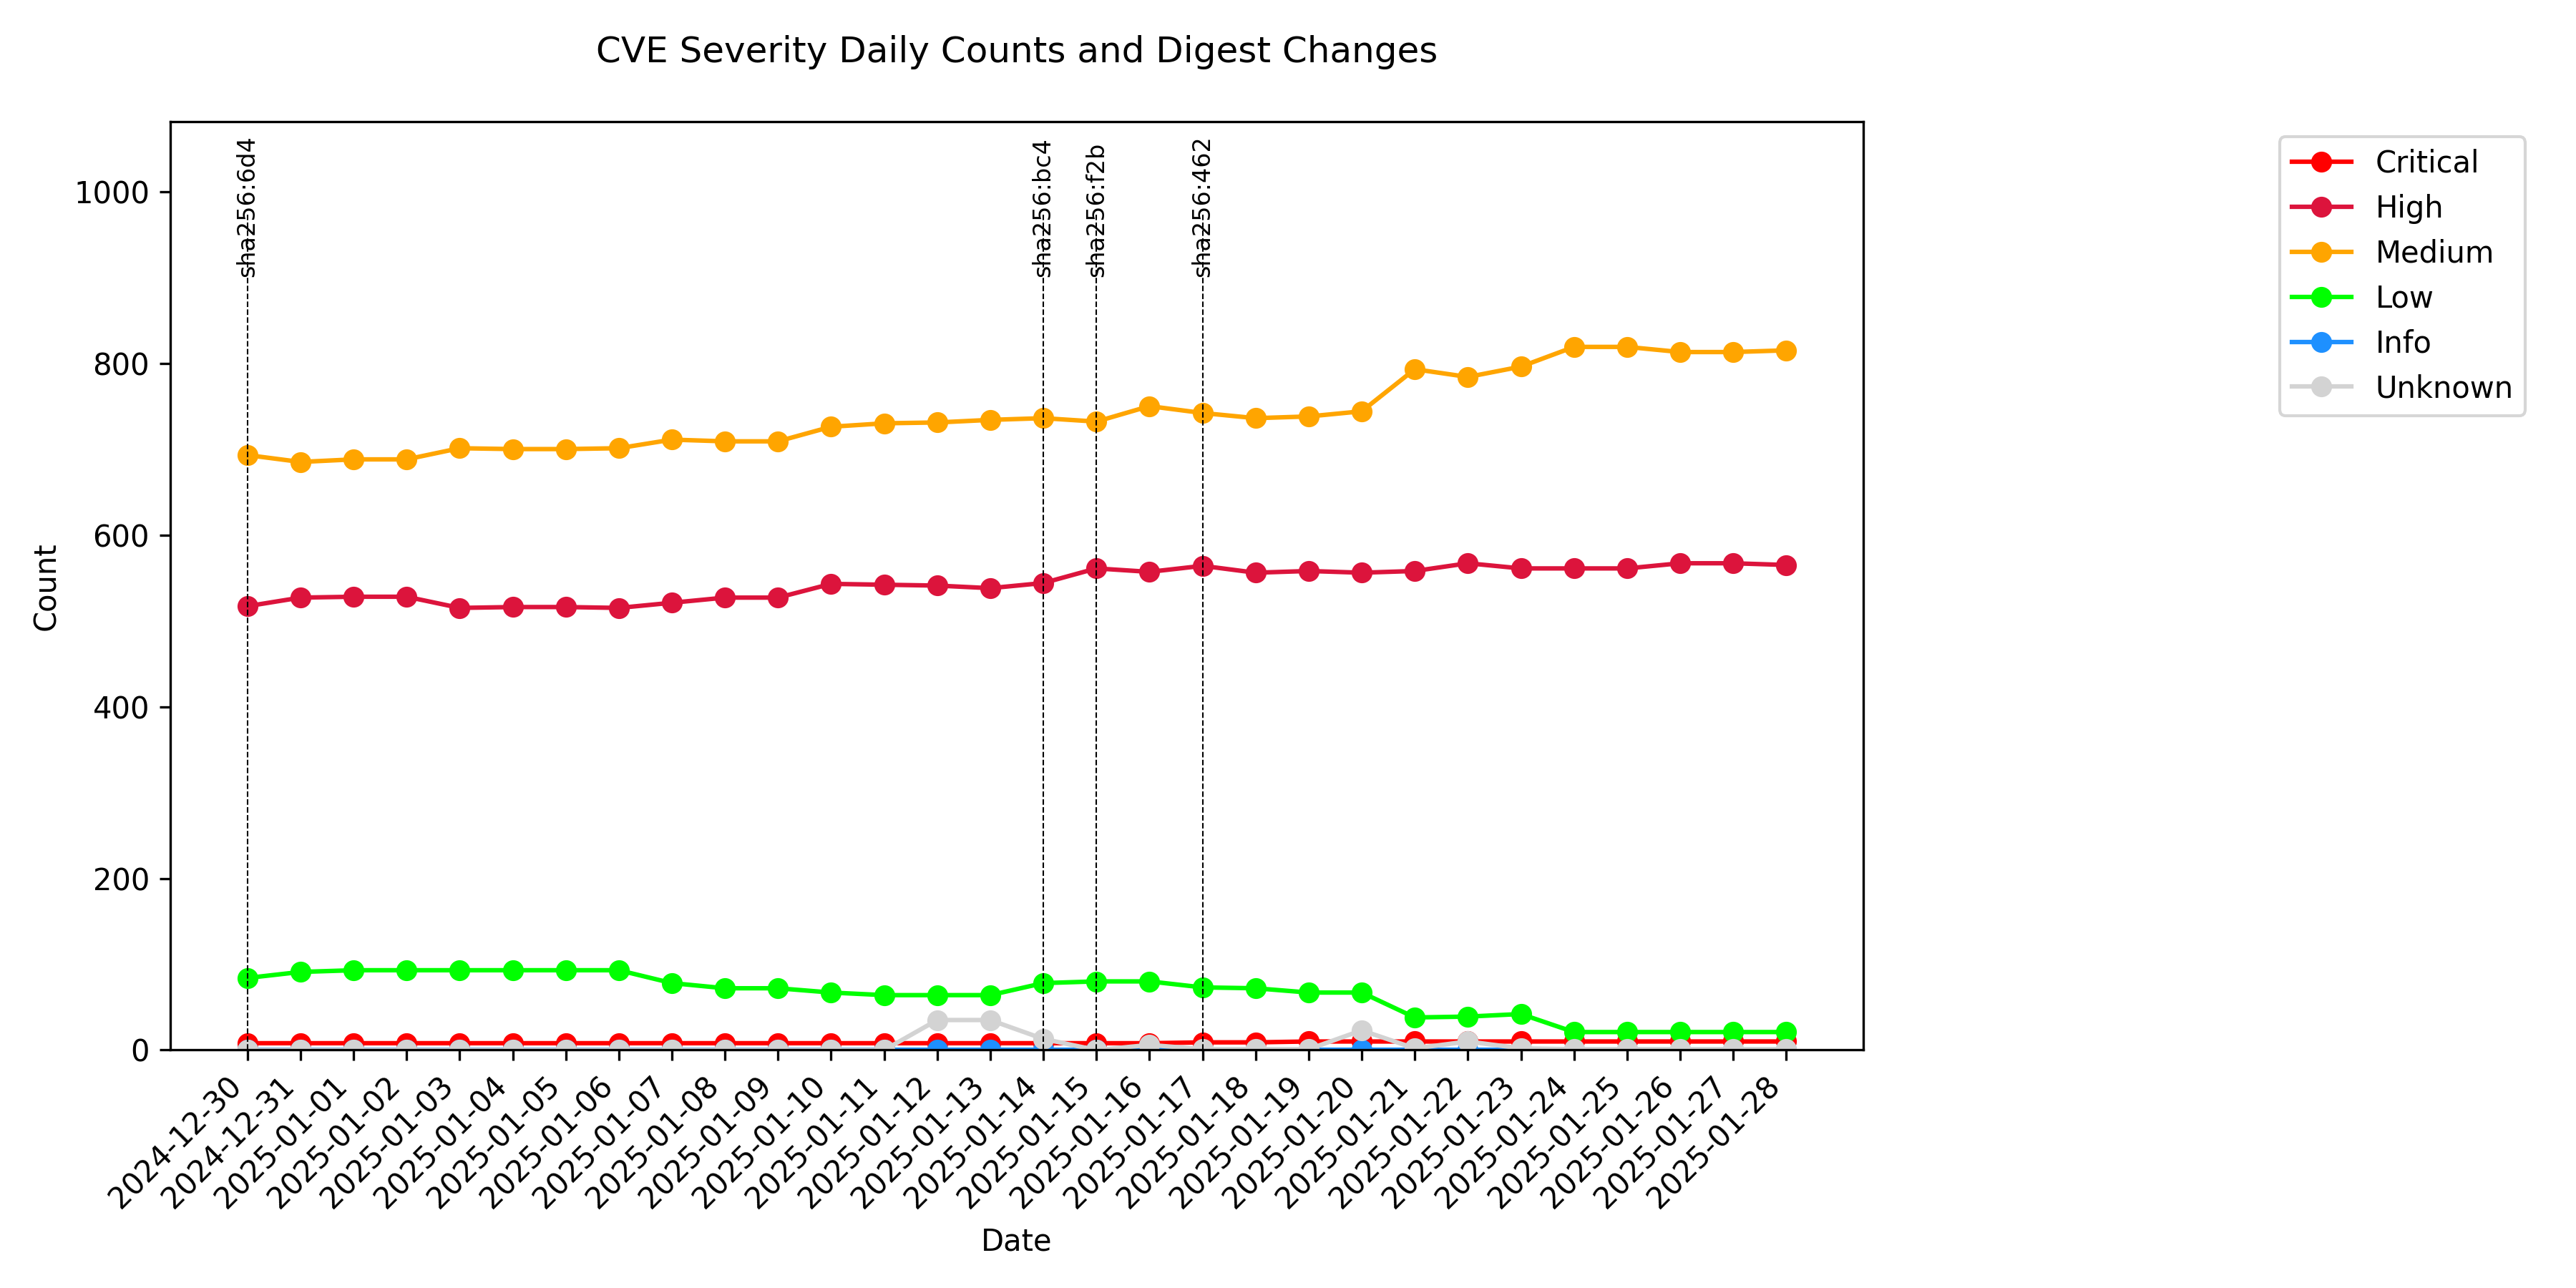 CVE Severity Daily Counts and Digest Changes
sha256:6d4
sha256:bc4
sha256:f2b
sha256:462
Critical
High
Medium
Low
Info
Unknown
Count
1000
800
600
400
200
0
2024-12-30
2024-12-31
2025-01-01
2025-01-02
2025-01-03
2025-01-04
2025-01-05
2025-01-06
2025-01-07
2025-01-08
2025-01-09
2025-01-10
2025-01-11
2025-01-12
2025-01-13
2025-01-14
2025-01-15
2025-01-16
2025-01-17
2025-01-18
2025-01-19
2025-01-20
2025-01-21
2025-01-22
2025-01-23
2025-01-24
2025-01-25
2025-01-26
2025-01-27
2025-01-28
Date